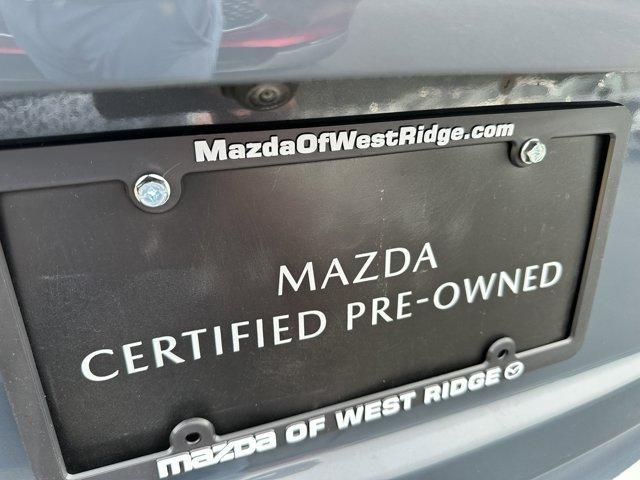 MazdaOfWestRidge.com
MAZDA
CERTIFIED PRE-OWNED
mazda OF WEST RIDGE